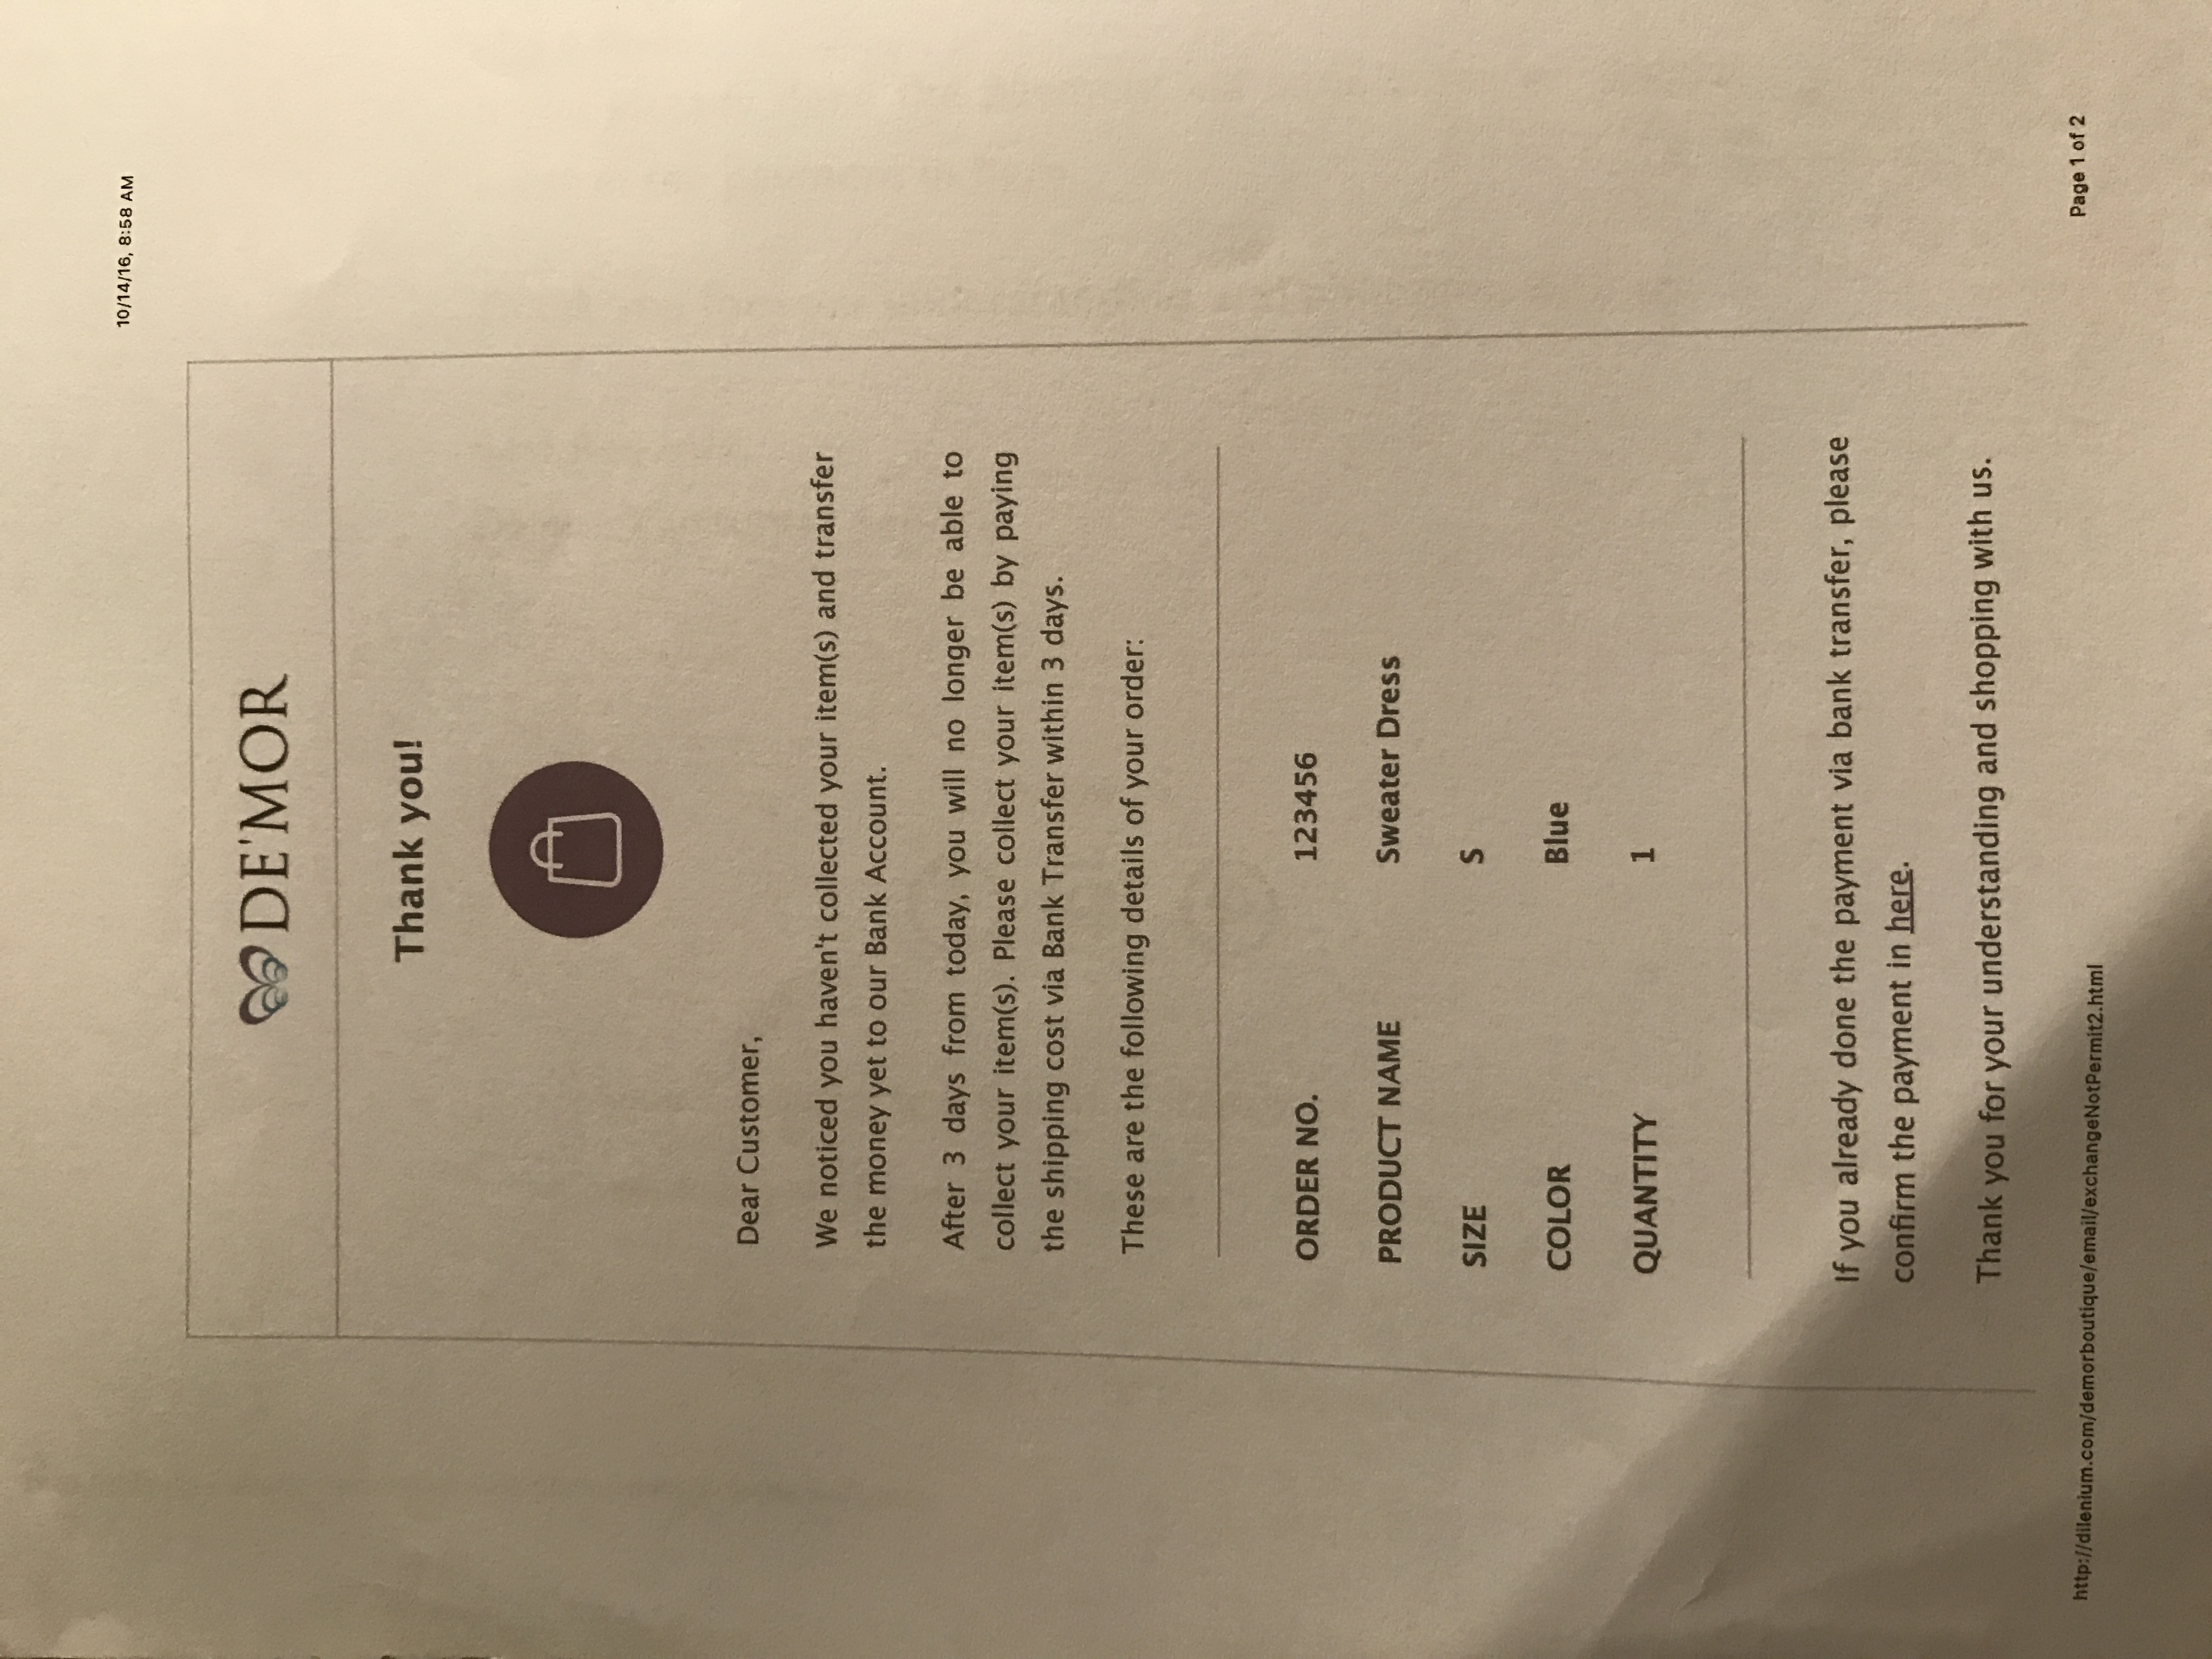 10/14/16, 8:58 AM
DE'MOR
Thank you!
Dear Customer,
We noticed you haven't collected your item(s) and transfer
the money yet to our Bank Account.
After 3 days from today, you will no longer be able to
collect your item(s). Please collect your item(s) by paying
the shipping cost via Bank Transfer within 3 days.
These are the following details of your order:
ORDER NO. 123456
PRODUCT NAME Sweater Dress
SIZE S
COLOR Blue
QUANTITY 1
If you already done the payment via bank transfer, please
confirm the payment in here.
Thank you for your understanding and shopping with us.
http://dilenium.com/demorboutique/email/exchangeNotPermit2.html Page 1 of 2